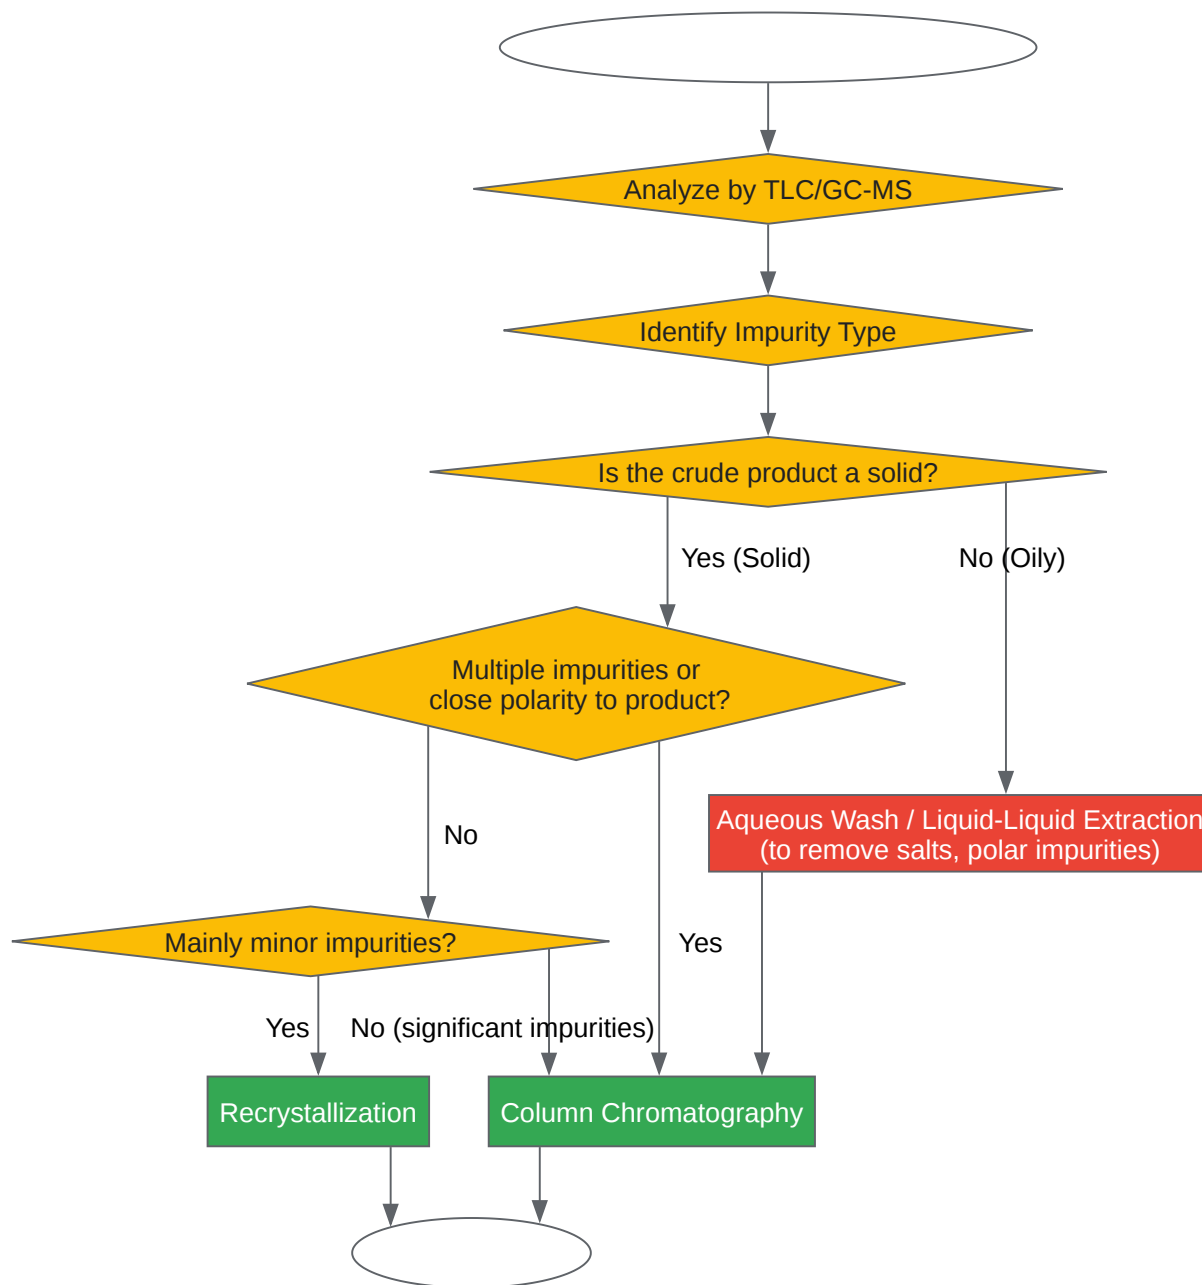 Analyze by TLC/GC-MS
Identify Impurity Type
Is the crude product a solid?
Yes (Solid)
No (Oily)
Multiple impurities or
close polarity to product?
Aqueous Wash / Liquid-Liquid Extraction
(to remove salts, polar impurities)
No
Mainly minor impurities?
Yes
Yes
No (significant impurities)
Recrystallization
Column Chromatography